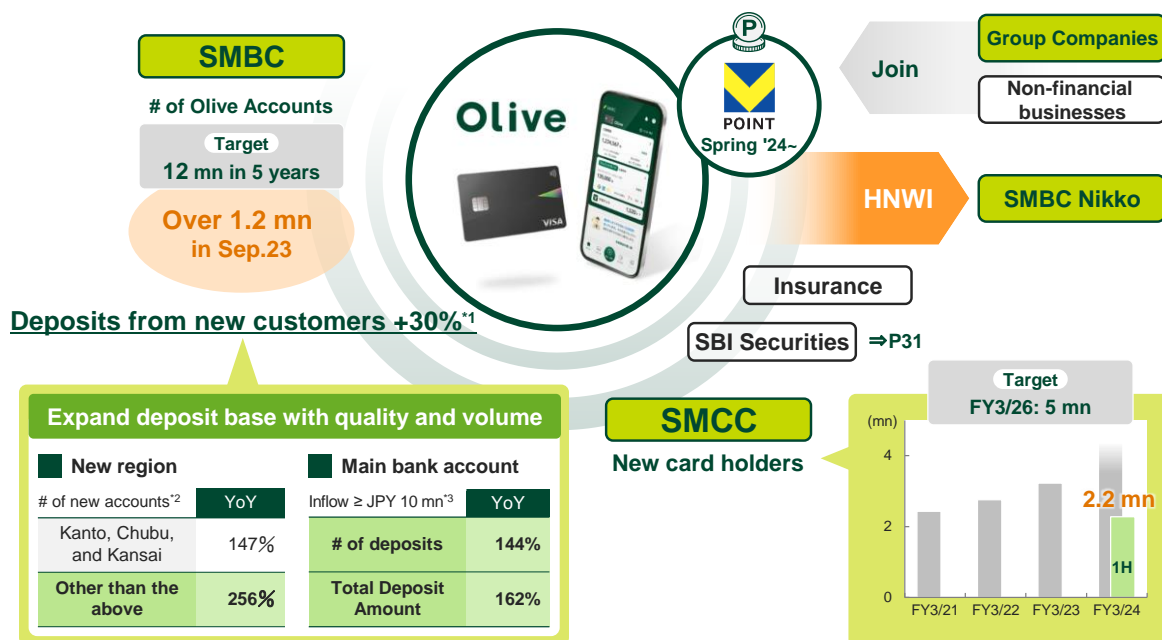 SMBC
# of Olive Accounts
Target
12 mn in 5 years
Over 1.2 mn
in Sep.23
Deposits from new customers +30%*1
Olive
VISA
P
POINT
Spring '24~
Join
Group Companies
Non-financial
businesses
HNWI
SMBC Nikko
Insurance
SBI Securities ⇒P31
Expand deposit base with quality and volume
New region
# of new accounts*2 YoY
Kanto, Chubu,
and Kansai 147%
Other than the
above 256%
Main bank account
Inflow ≥ JPY 10 mn*3 YoY
# of deposits 144%
Total Deposit
Amount 162%
SMCC
New card holders
Target
FY3/26: 5 mn
(mn)
4
2.2 mn
2
1H
0
FY3/21 FY3/22 FY3/23 FY3/24